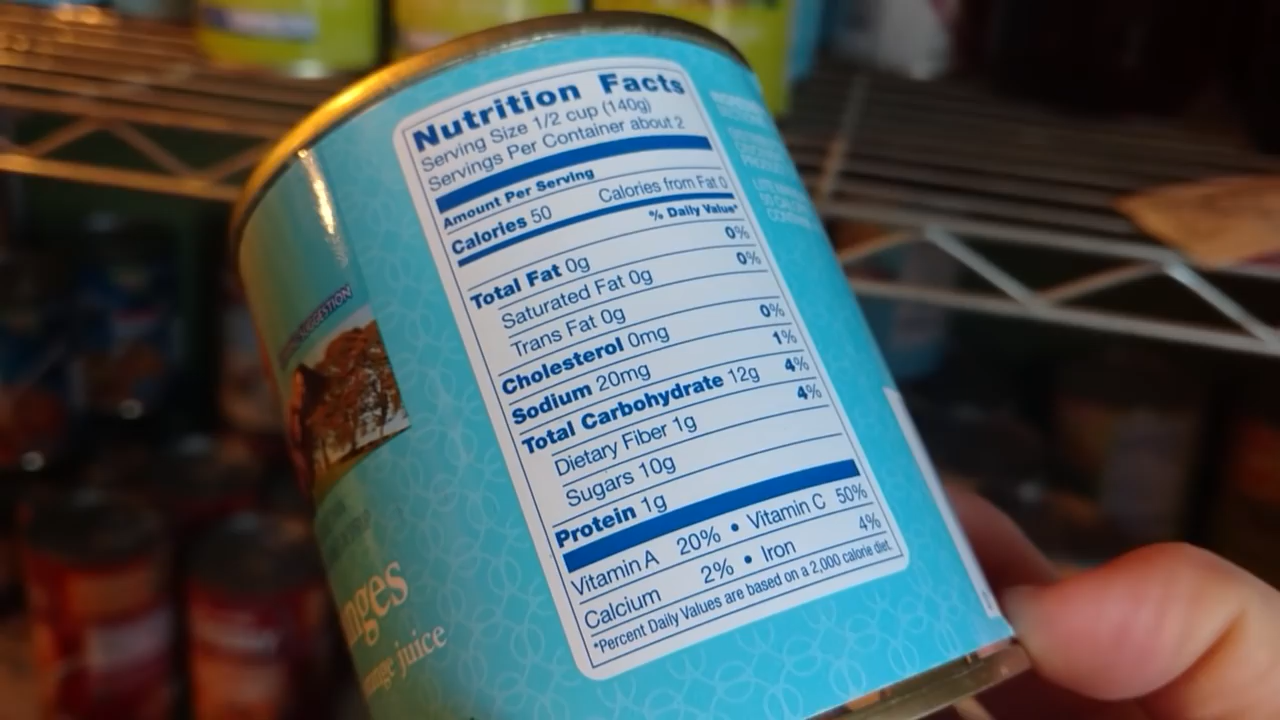 Nutrition Facts
Serving Size 1/2 cup (140g)
Servings Per Container about 2
Amount Per Serving
Calories 50 Calories from Fat 0
% Daily Value*
Total Fat 0g 0%
Saturated Fat 0g 0%
Trans Fat 0g
Cholesterol 0mg 0%
Sodium 20mg 1%
Total Carbohydrate 12g 4%
Dietary Fiber 1g 4%
Sugars 10g
Protein 1g
Vitamin A 20% • Vitamin C 50%
Calcium 2% • Iron 4%
*Percent Daily Values are based on a 2,000 calorie diet.
nges
juice